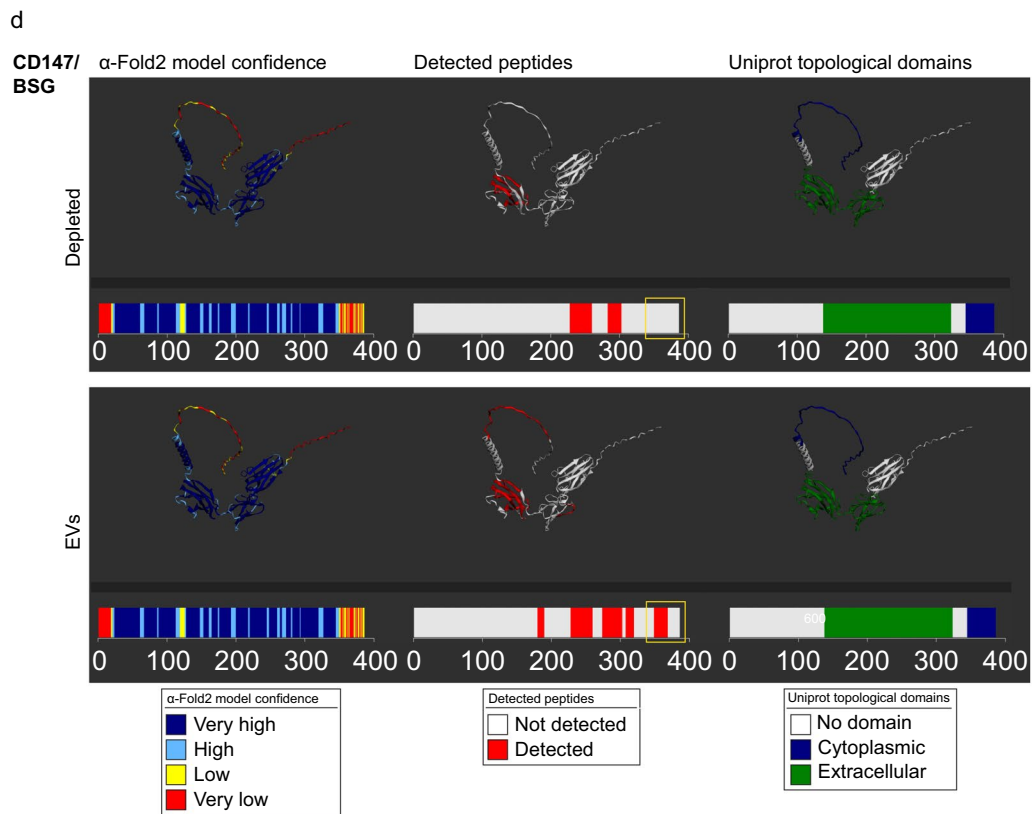 d
CD147/
BSG
α-Fold2 model confidence
Detected peptides
Uniprot topological domains
Depleted
0 100 200 300 400
0 100 200 300 400
0 100 200 300 400
EVs
600
0 100 200 300 400
0 100 200 300 400
0 100 200 300 400
α-Fold2 model confidence
Very high
High
Low
Very low
Detected peptides
Not detected
Detected
Uniprot topological domains
No domain
Cytoplasmic
Extracellular